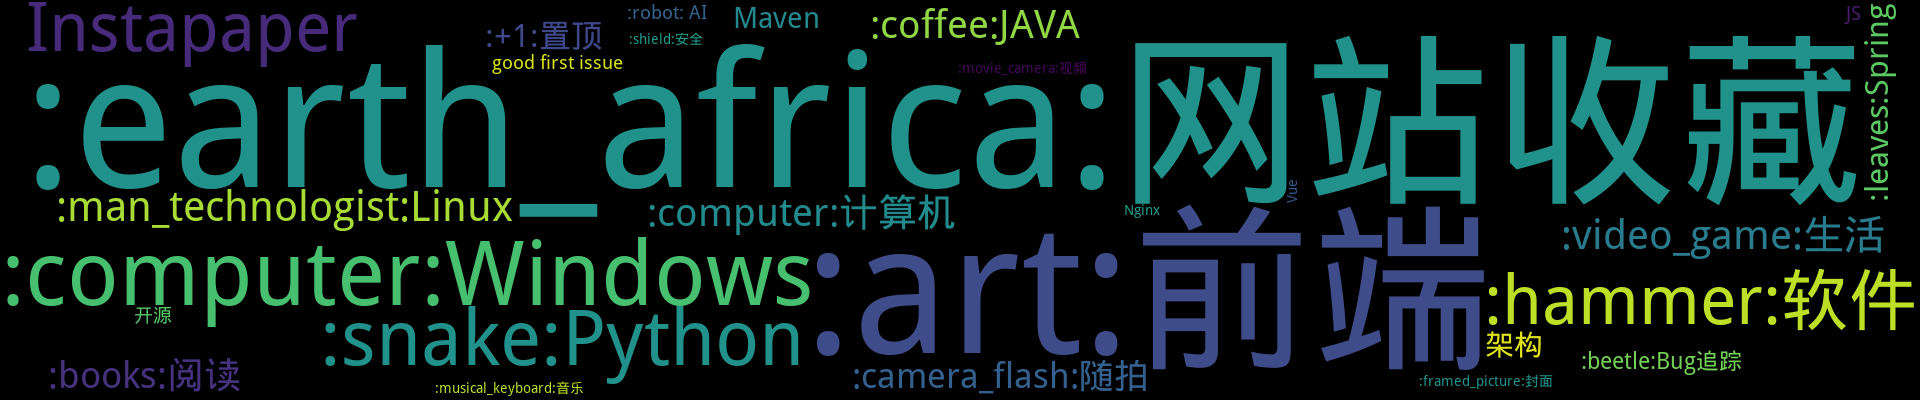 Instapaper
:+1:置顶
:robot: AI
:shield:安全
good first issue
Maven
:coffee:JAVA
:movie_camera:视频
JS
:earth_africa:网站收藏
:leaves:Spring
:man_technologist:Linux
:computer:计算机
Nginx
Vue
:video_game:生活
:computer:Windows
:art:前端
:hammer:软件
开源
:snake:Python
架构
:beetle:Bug追踪
:books:阅读
:musical_keyboard:音乐
:camera_flash:随拍
:framed_picture:封面